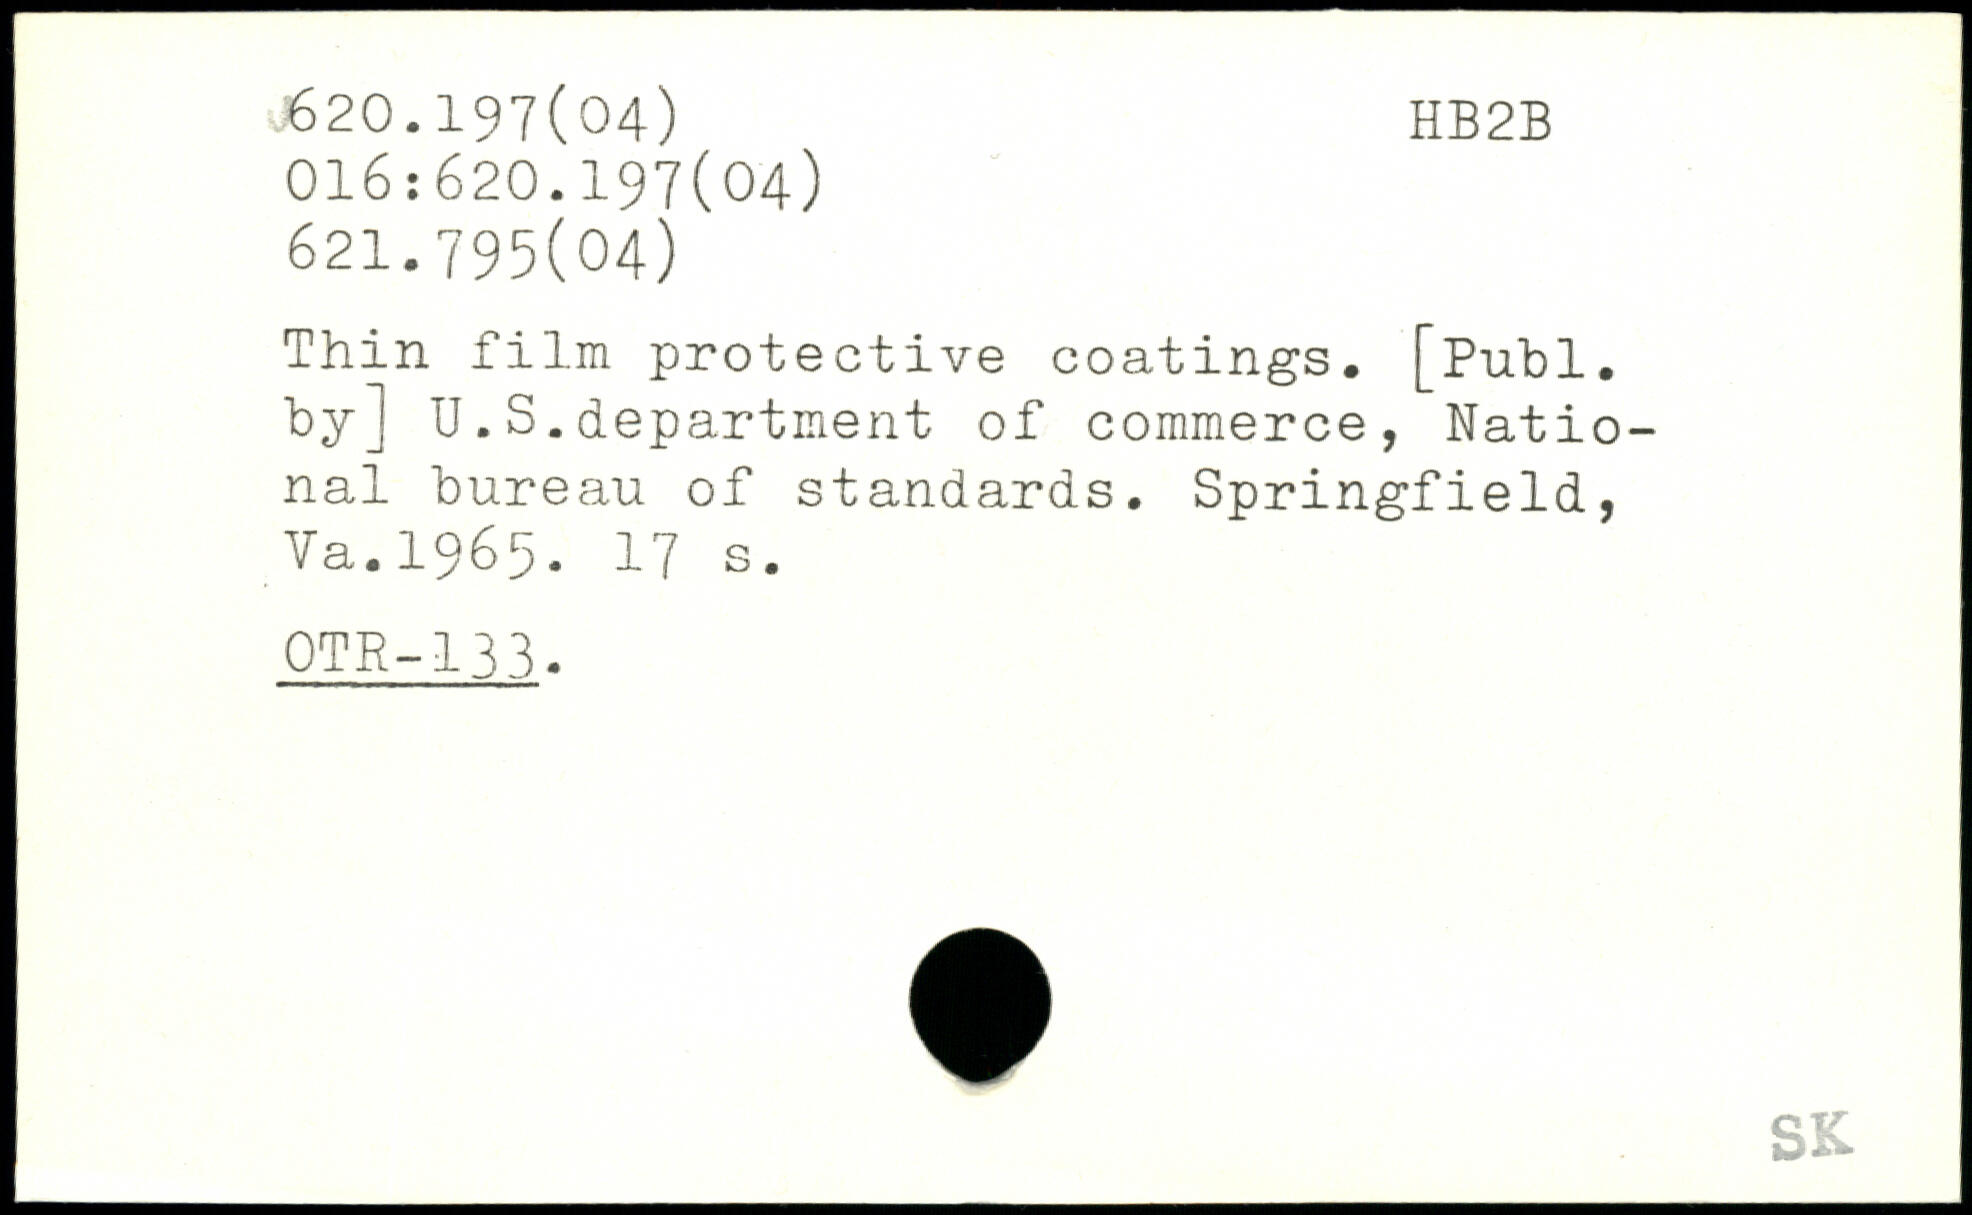 620.197(04) HB2B
016:620.197(04)
621.795(04)
Thin film protective coatings. [Publ.
by] U.S.department of commerce, Natio-
nal bureau of standards. Springfield,
Va.1965. 17 s.
OTR-133.
SK